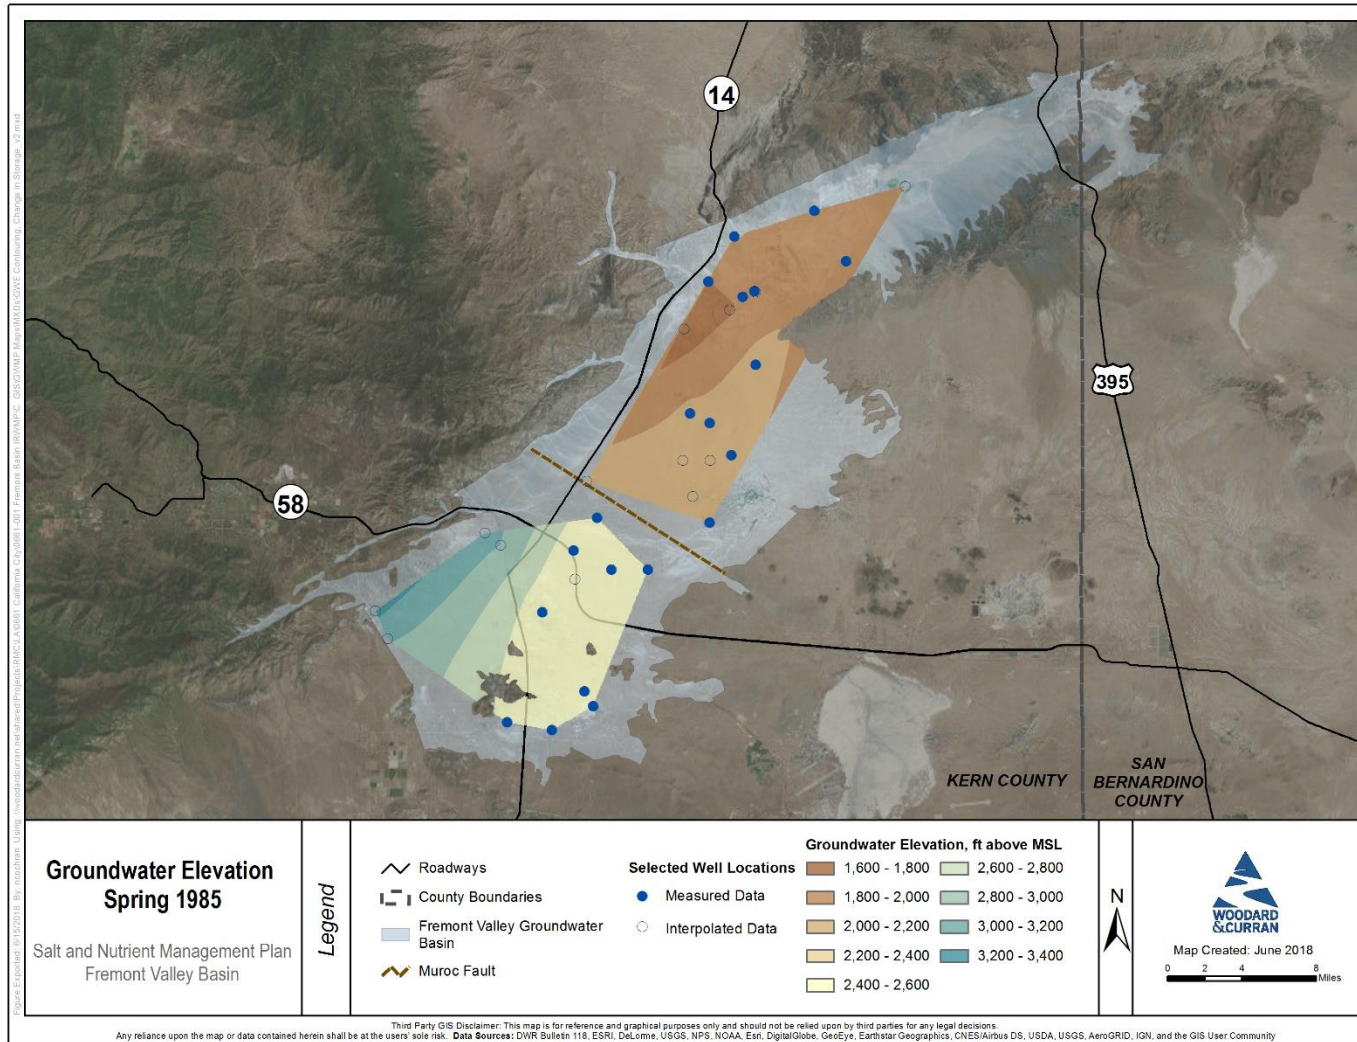 14
395
58
KERN COUNTY
SAN
BERNARDINO
COUNTY
Groundwater Elevation
Spring 1985
Salt and Nutrient Management Plan
Fremont Valley Basin
Legend
Roadways
County Boundaries
Fremont Valley Groundwater
Basin
Muroc Fault
Selected Well Locations
Measured Data
Interpolated Data
Groundwater Elevation, ft above MSL
1,600 - 1,800
1,800 - 2,000
2,000 - 2,200
2,200 - 2,400
2,400 - 2,600
2,600 - 2,800
2,800 - 3,000
3,000 - 3,200
3,200 - 3,400
N
WOODARD
&CURRAN
Map Created: June 2018
0 2 4 8
Miles
Third Party GIS Disclaimer: This map is for reference and graphical purposes only and should not be relied upon by third parties for any legal decisions.
Any reliance upon the map or data contained herein shall be at the users' sole risk. Data Sources: DWR Bulletin 118, ESRI, DeLorme, USGS, NPS, NOAA, Esri, DigitalGlobe, GeoEye, Earthstar Geographics, CNES/Airbus DS, USDA, USGS, AeroGRID, IGN, and the GIS User Community